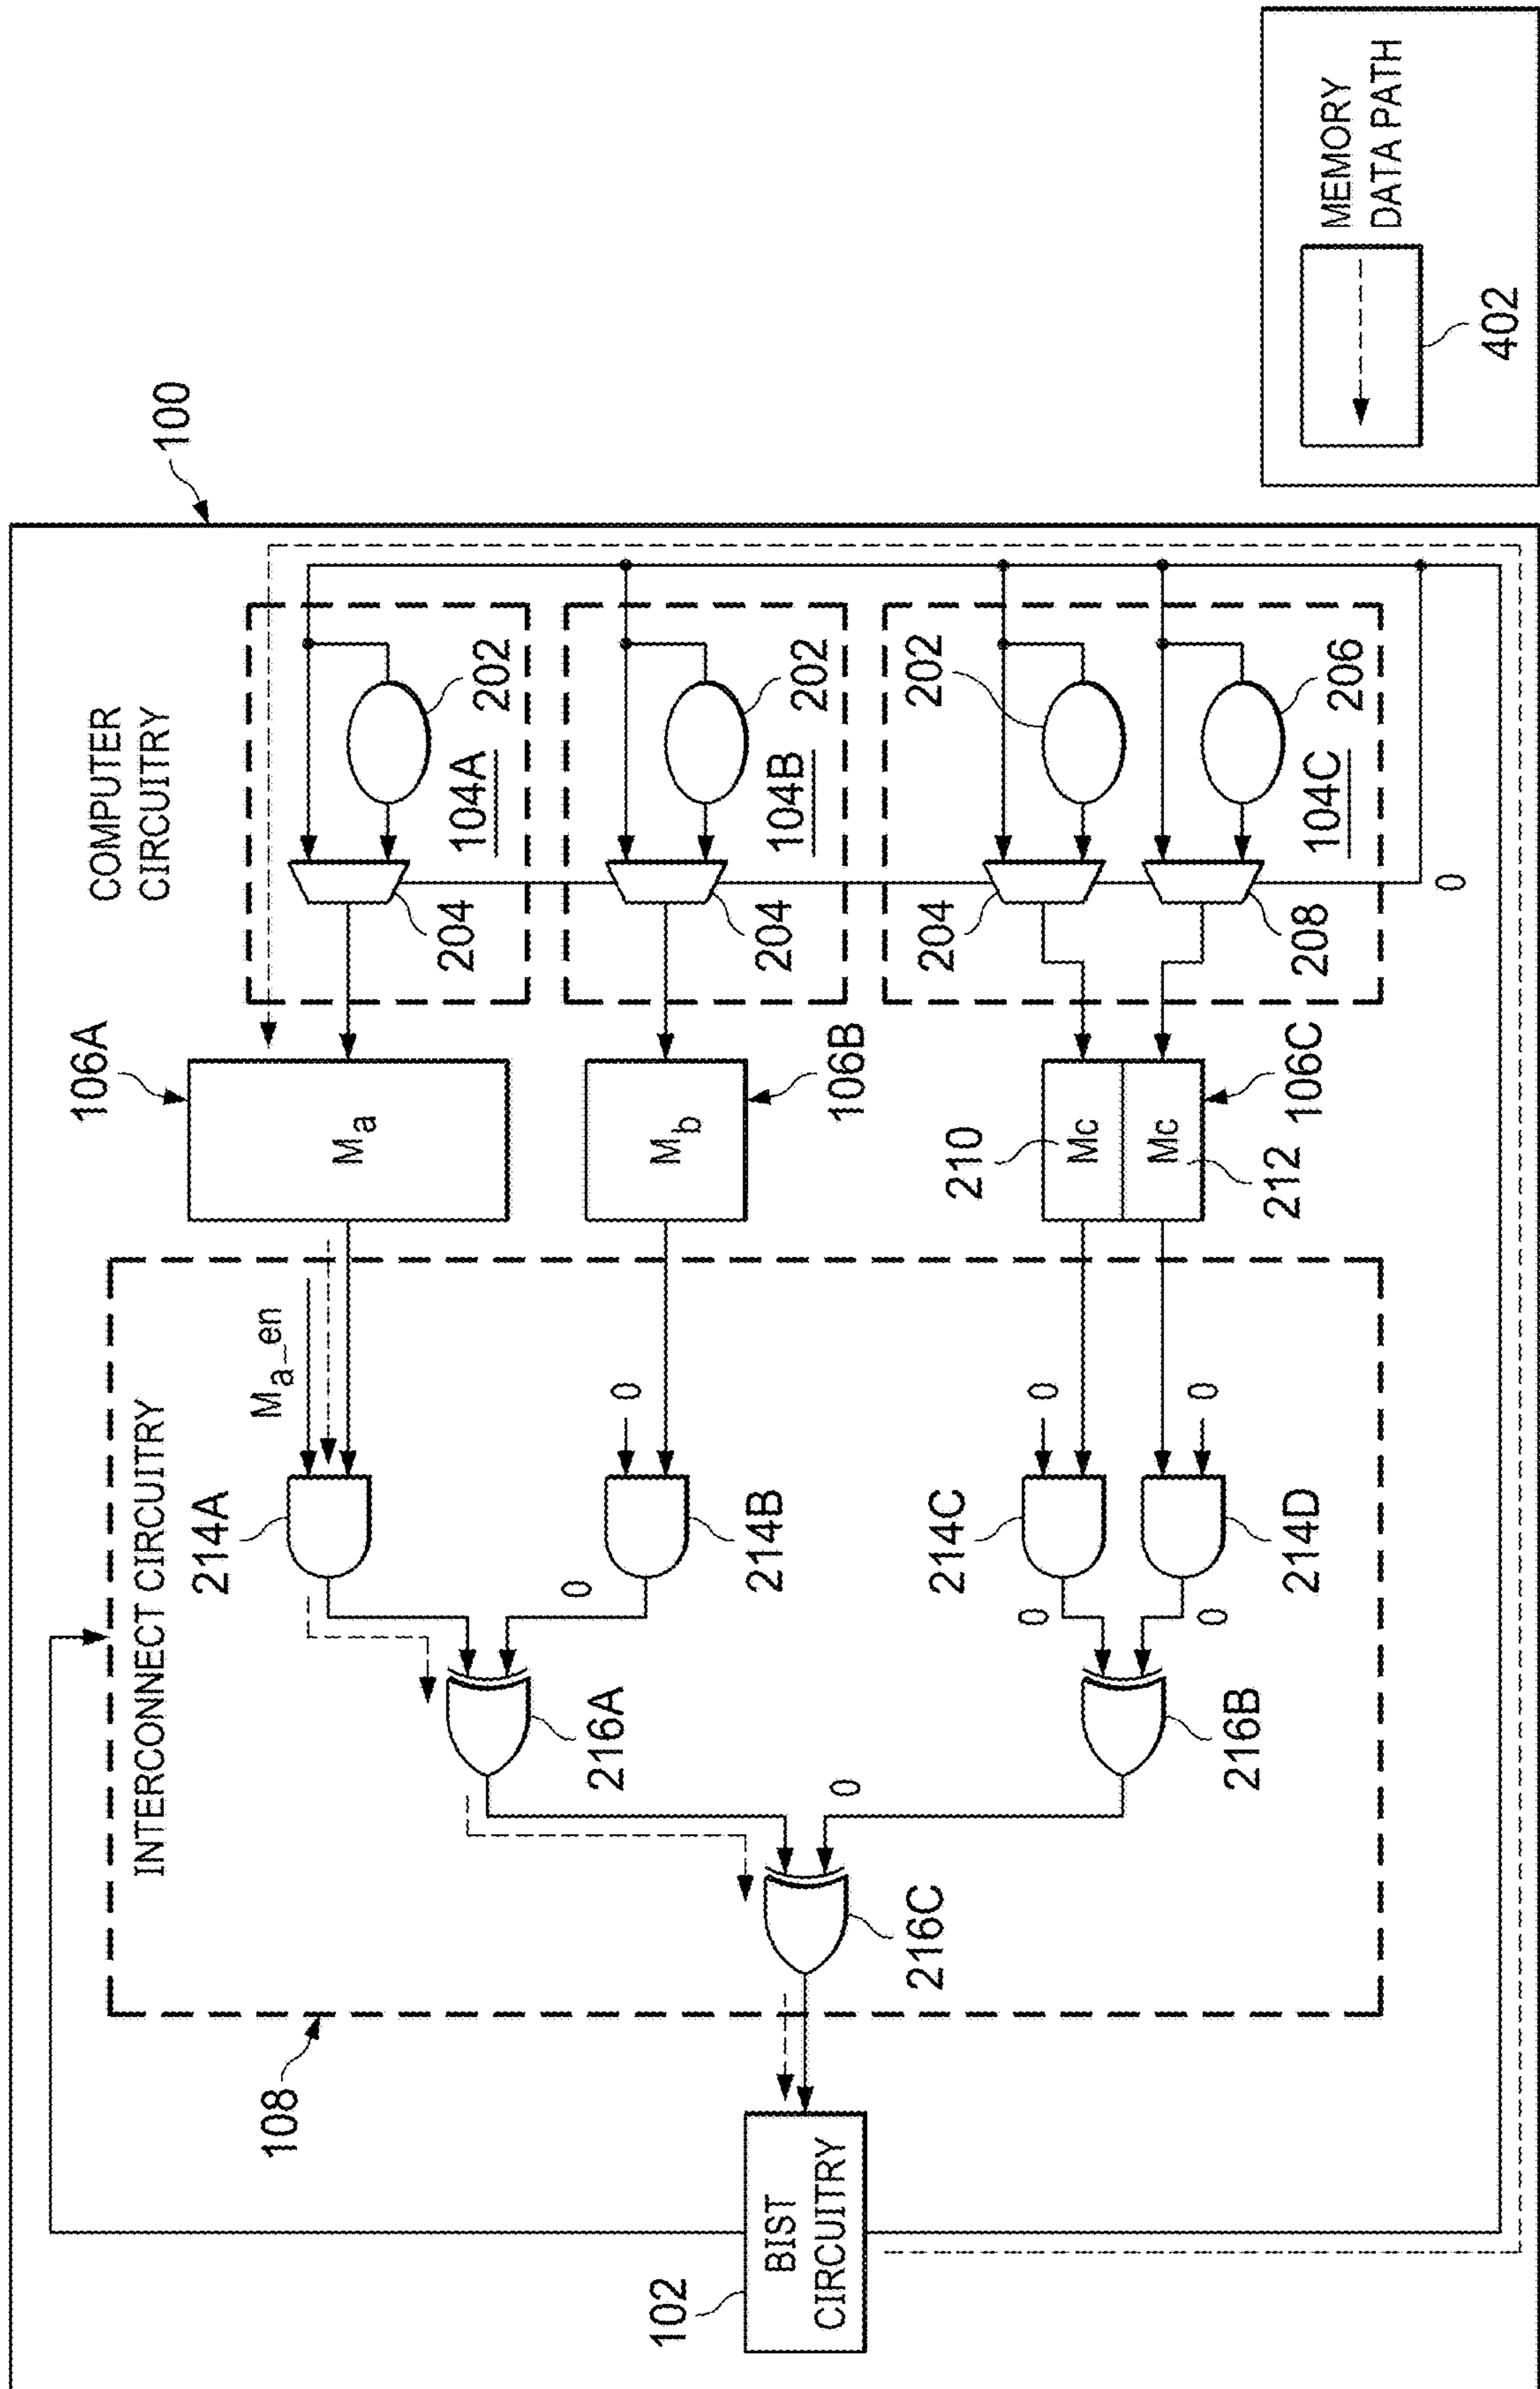 100
COMPUTER
CIRCUITRY
INTERCONNECT CIRCUITRY
108
102
BIST
CIRCUITRY
106A
Ma
Ma_en
214A
204
202
104A
216A
0
0
214B
Mb
106B
204
202
104B
216C
0
210
Mc
Mc
212
106C
0
214C
0
0
214D
0
216B
204
202
208
206
104C
0
MEMORY
DATA PATH
402